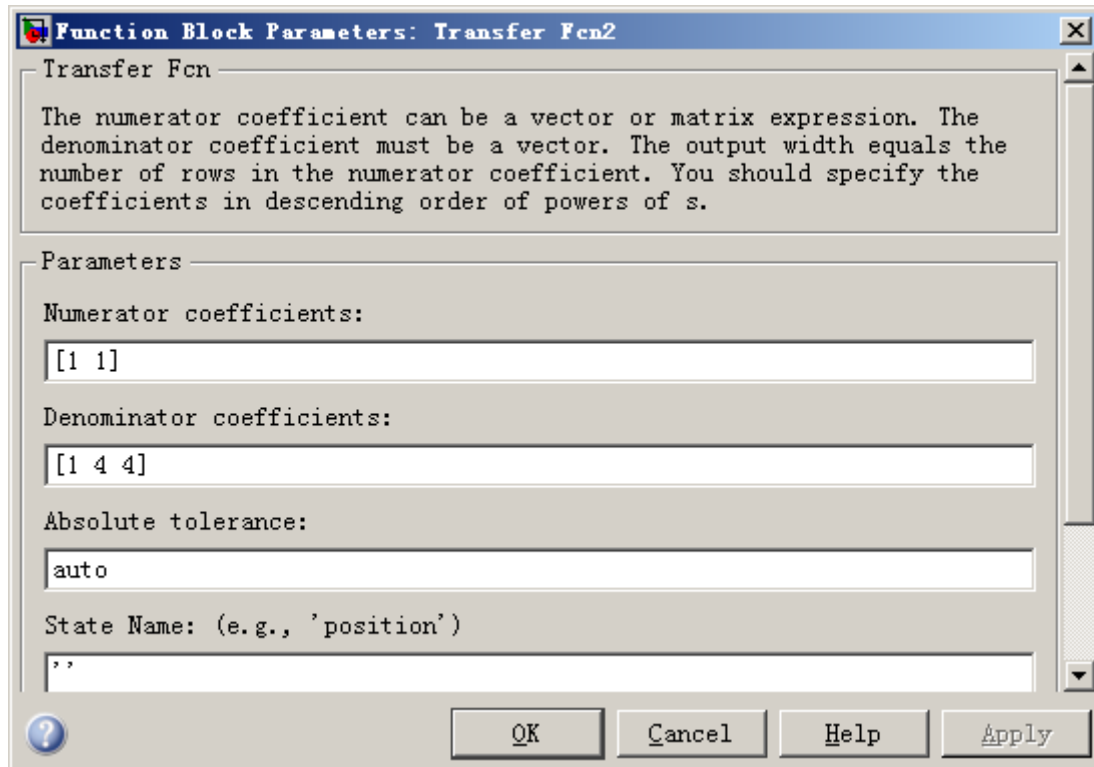 Function Block Parameters: Transfer Fcn2
Transfer Fcn
The numerator coefficient can be a vector or matrix expression. The
denominator coefficient must be a vector. The output width equals the
number of rows in the numerator coefficient. You should specify the
coefficients in descending order of powers of s.
Parameters
Numerator coefficients:
[1 1]
Denominator coefficients:
[1 4 4]
Absolute tolerance:
auto
State Name: (e.g., 'position')
''
OK Cancel Help Apply